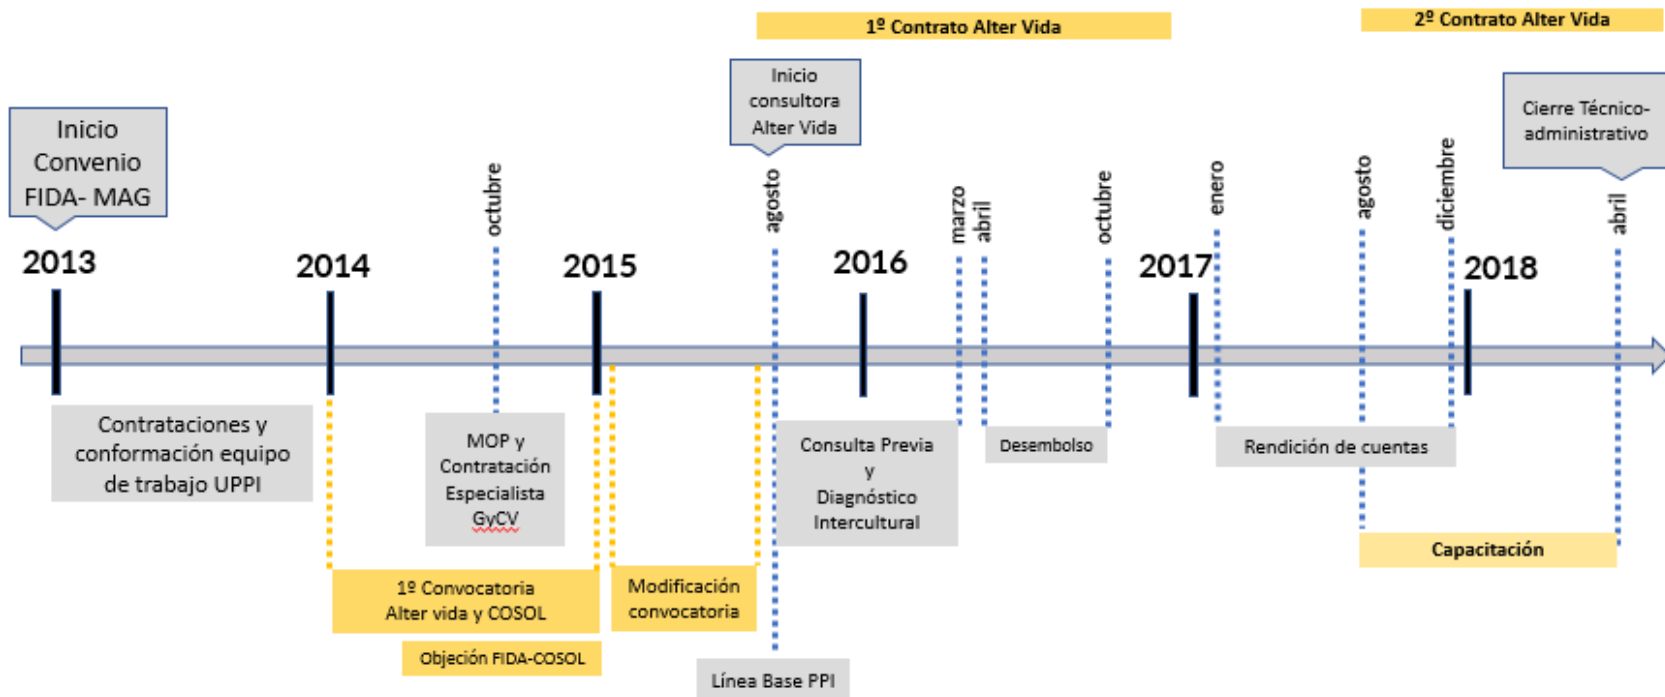 1º Contrato Alter Vida
2º Contrato Alter Vida
Inicio
Convenio
FIDA- MAG
Inicio
consultora
Alter Vida
Cierre Técnico-
administrativo
octubre
agosto
marzo
abril
octubre
enero
agosto
diciembre
abril
2013
2014
2015
2016
2017
2018
Contrataciones y
conformación equipo
de trabajo UPPI
MOP y
Contratación
Especialista
GyCV
Consulta Previa
y
Diagnóstico
Intercultural
Desembolso
Rendición de cuentas
Capacitación
1º Convocatoria
Alter vida y COSOL
Modificación
convocatoria
Objeción FIDA-COSOL
Línea Base PPI